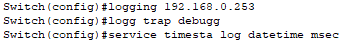 Switch(config)#logging 192.168.0.253
Switch(config)#logg trap debugg
Switch(config)#service timesta log datetime msec